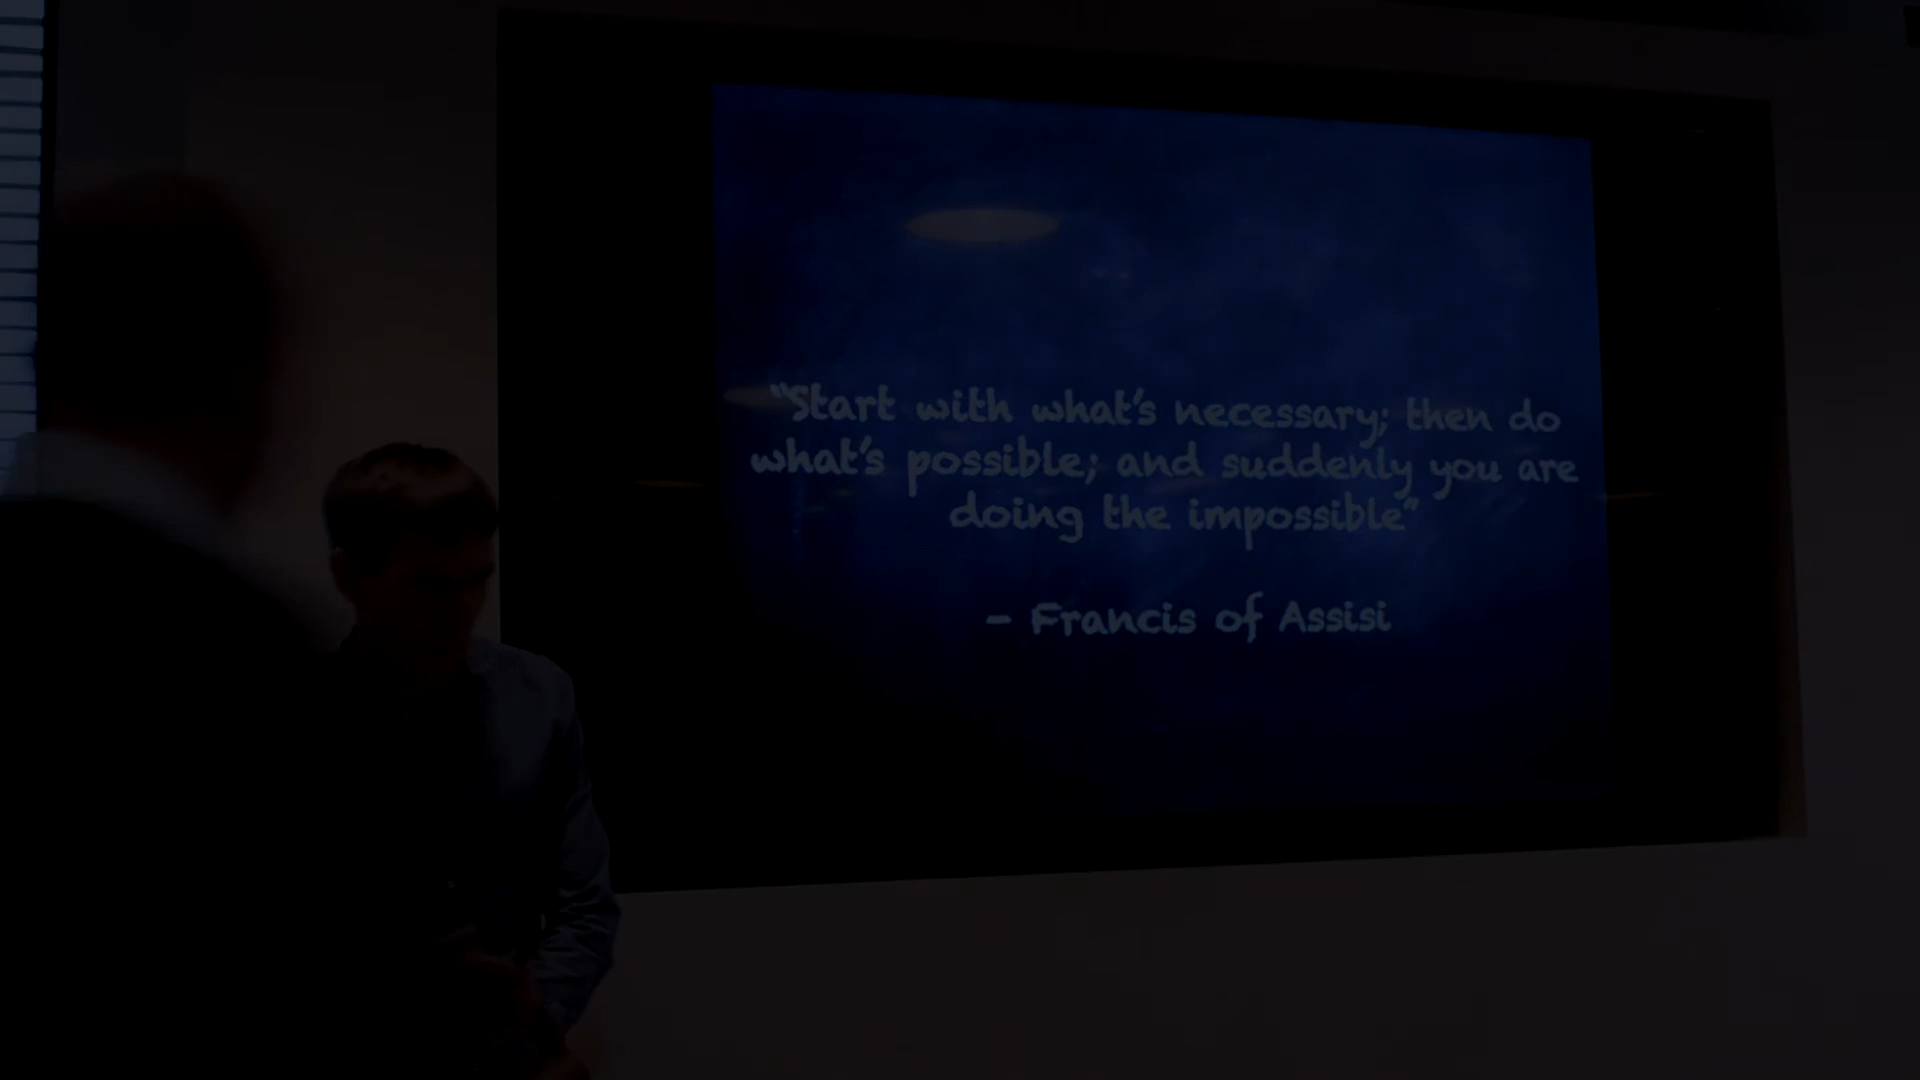 "Start with what's necessary; then do
what's possible; and suddenly you are
doing the impossible"
- Francis of Assisi